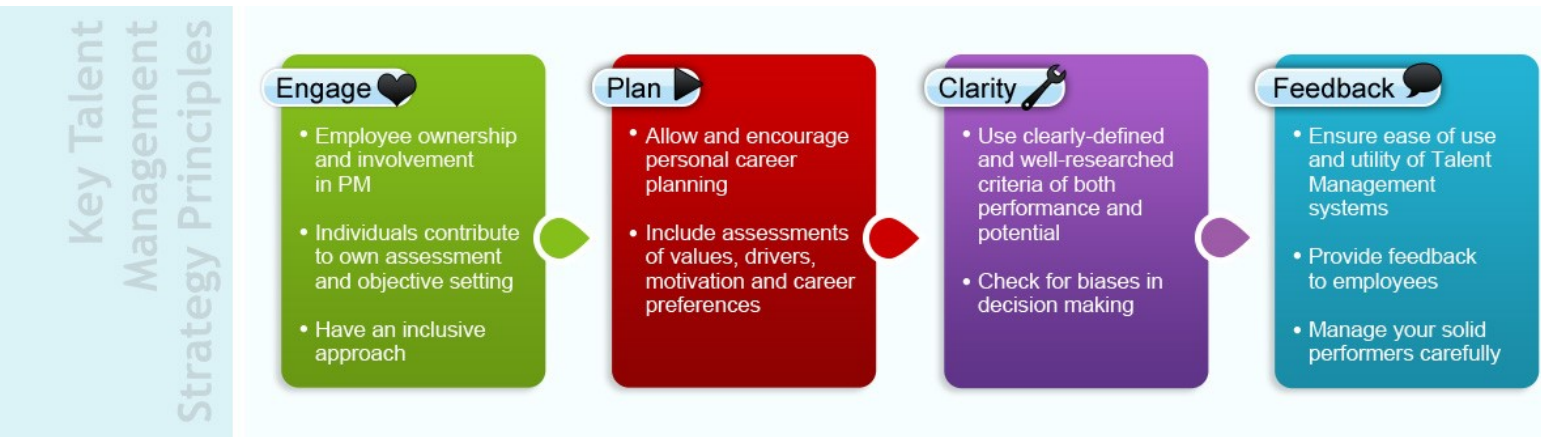 Key Talent
Management
Strategy Principles
Engage
• Employee ownership
and involvement
in PM
• Individuals contribute
to own assessment
and objective setting
• Have an inclusive
approach
Plan
• Allow and encourage
personal career
planning
• Include assessments
of values, drivers,
motivation and career
preferences
Clarity
• Use clearly-defined
and well-researched
criteria of both
performance and
potential
• Check for biases in
decision making
Feedback
• Ensure ease of use
and utility of Talent
Management
systems
• Provide feedback
to employees
• Manage your solid
performers carefully